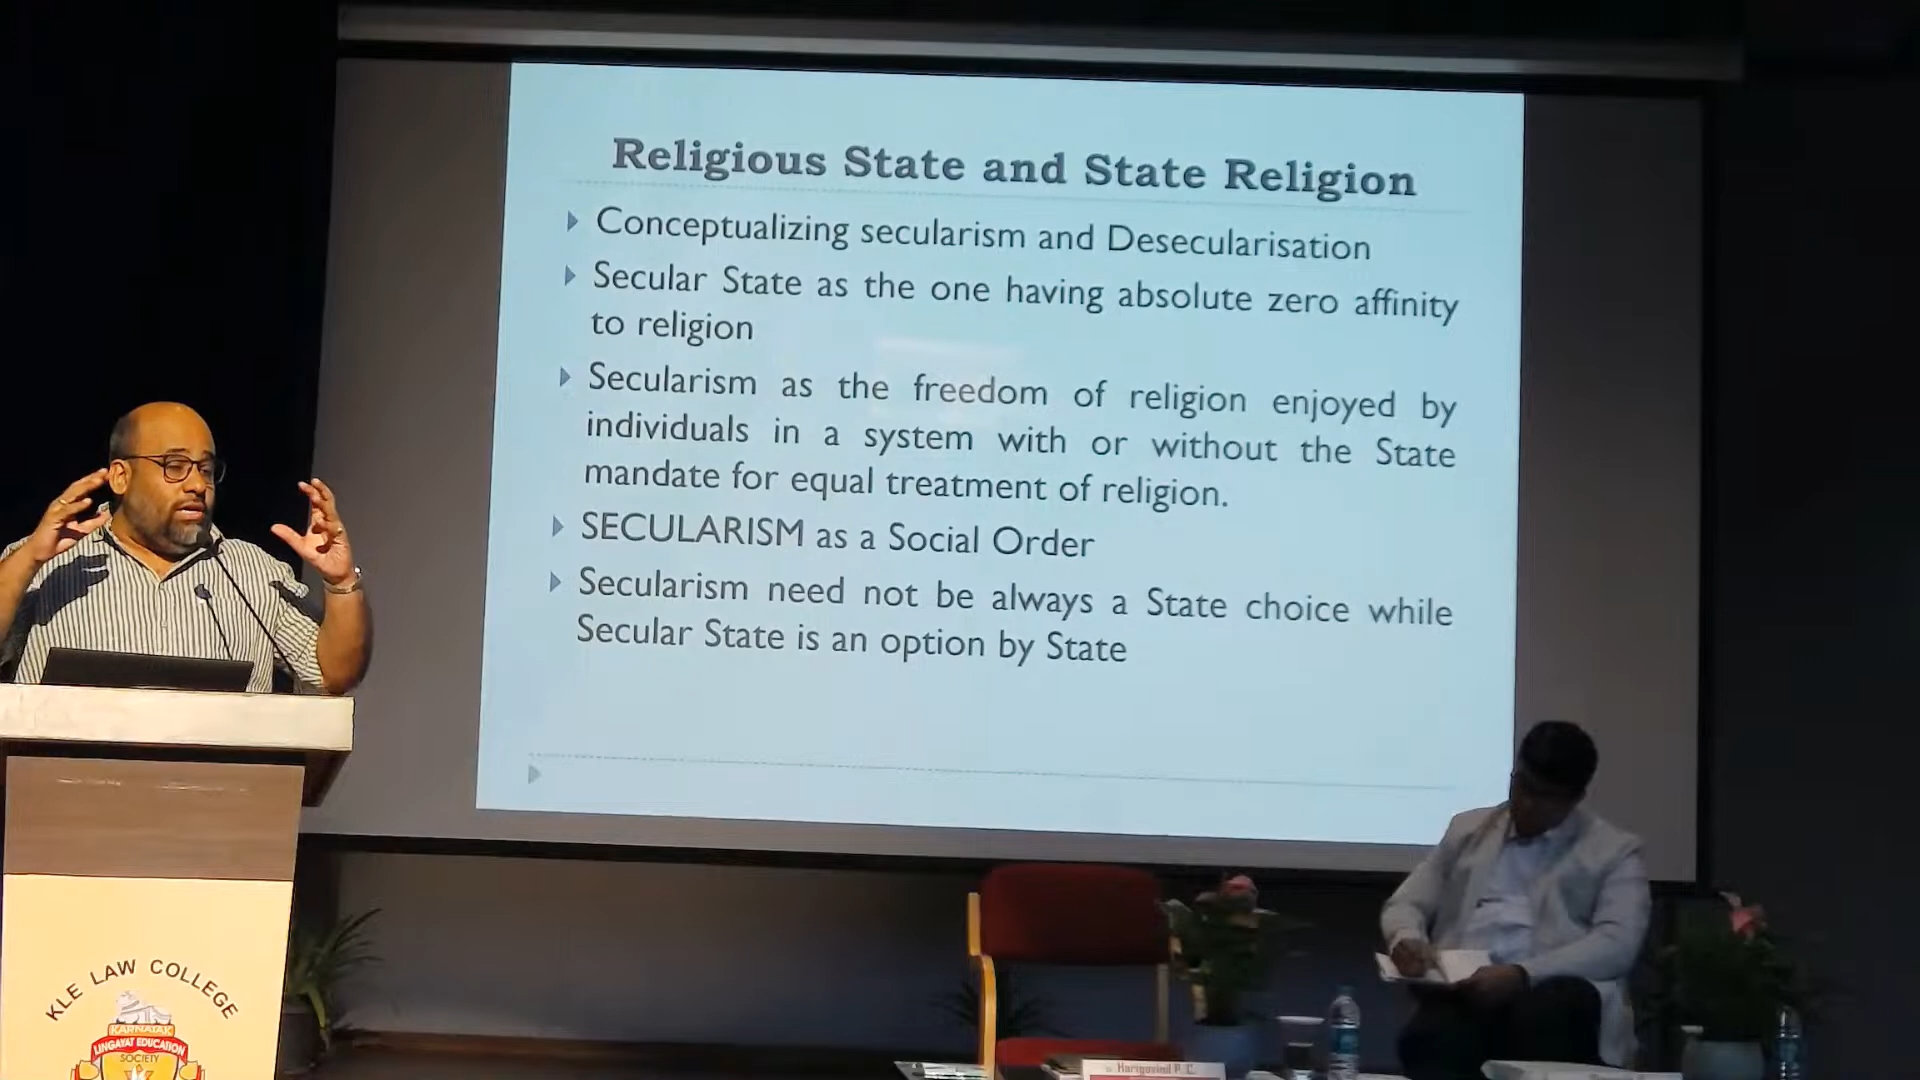 Religious State and State Religion
Conceptualizing secularism and Desecularisation
Secular State as the one having absolute zero affinity
to religion
Secularism as the freedom of religion enjoyed by
individuals in a system with or without the State
mandate for equal treatment of religion.
SECULARISM as a Social Order
Secularism need not be always a State choice while
Secular State is an option by State
KLE LAW COLLEGE
KARNATAK
LINGAYAT EDUCATION
SOCIETY
Harigovind P. C.